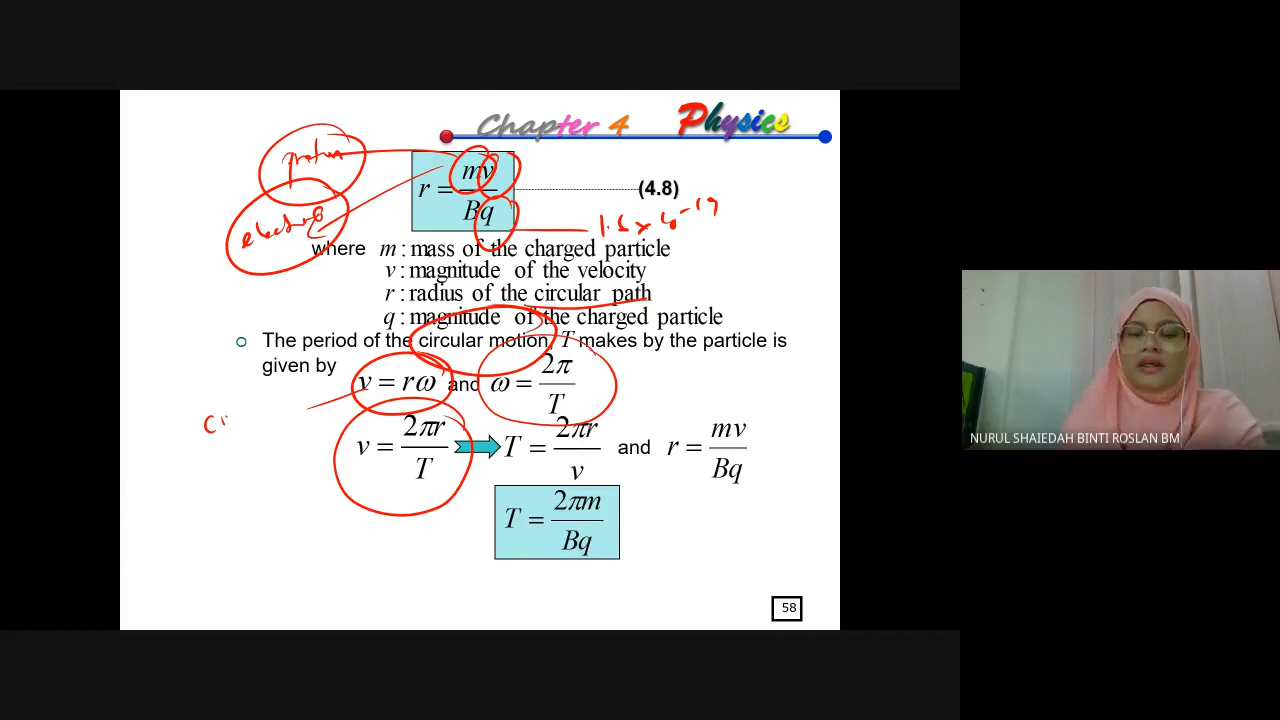 Chapter 4 Physics
proton
r = mv / Bq (4.8)
electron
1.6 x 10⁻¹⁹
where m : mass of the charged particle
v : magnitude of the velocity
r : radius of the circular path
q : magnitude of the charged particle
The period of the circular motion, T makes by the particle is
given by
v = rω and ω = 2π / T
v = 2πr / T T = 2πr / v and r = mv / Bq
T = 2πm / Bq
58
NURUL SHAIEDAH BINTI ROSLAN BM